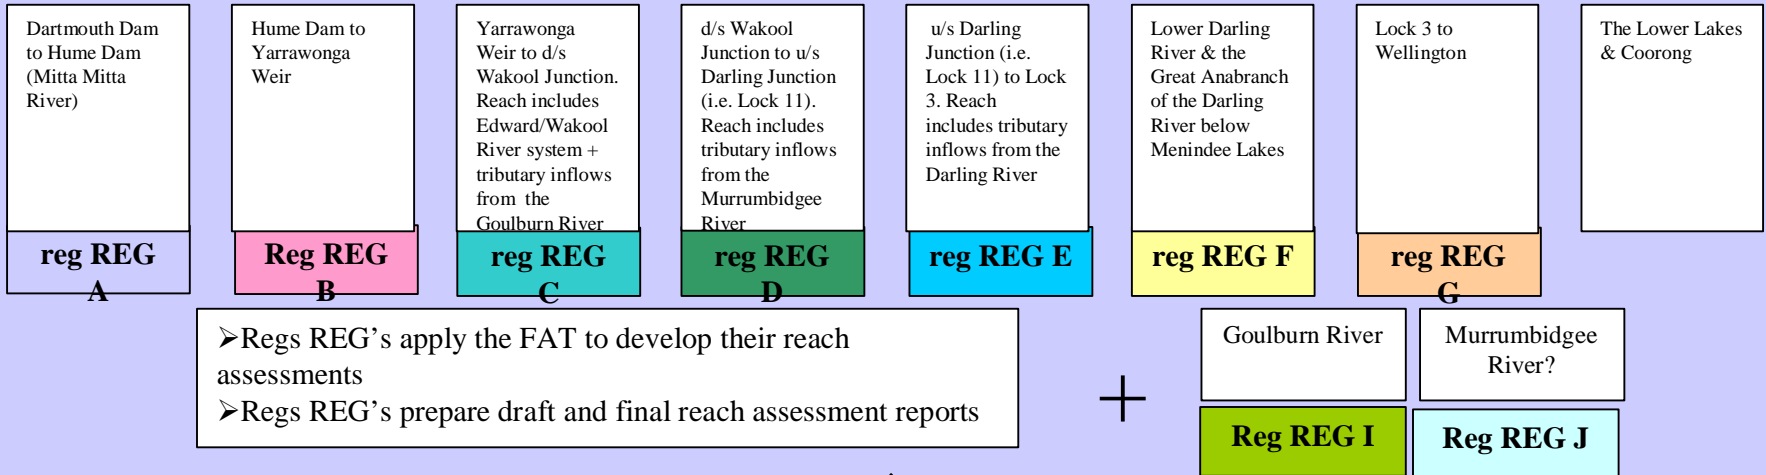 Dartmouth Dam
to Hume Dam
(Mitta Mitta
River)
Hume Dam to
Yarrawonga
Weir
Yarrawonga
Weir to d/s
Wakool Junction.
Reach includes
Edward/Wakool
River system +
tributary inflows
from the
Goulburn River
d/s Wakool
Junction to u/s
Darling Junction
(i.e. Lock 11).
Reach includes
tributary inflows
from the
Murrumbidgee
River
u/s Darling
Junction (i.e.
Lock 11) to Lock
3. Reach
includes tributary
inflows from the
Darling River
Lower Darling
River & the
Great Anabranch
of the Darling
River below
Menindee Lakes
Lock 3 to
Wellington
The Lower Lakes
& Coorong
reg REG
A
Reg REG
B
reg REG
C
reg REG
D
reg REG E
reg REG F
reg REG
G
➢Regs REG's apply the FAT to develop their reach
assessments
➢Regs REG's prepare draft and final reach assessment reports
+
Goulburn River
Murrumbidgee
River?
Reg REG I
Reg REG J